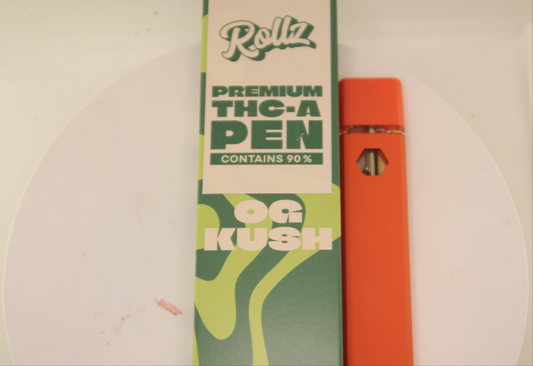 Rollz
PREMIUM
THC-A
PEN
CONTAINS 90%
OG
KUSH